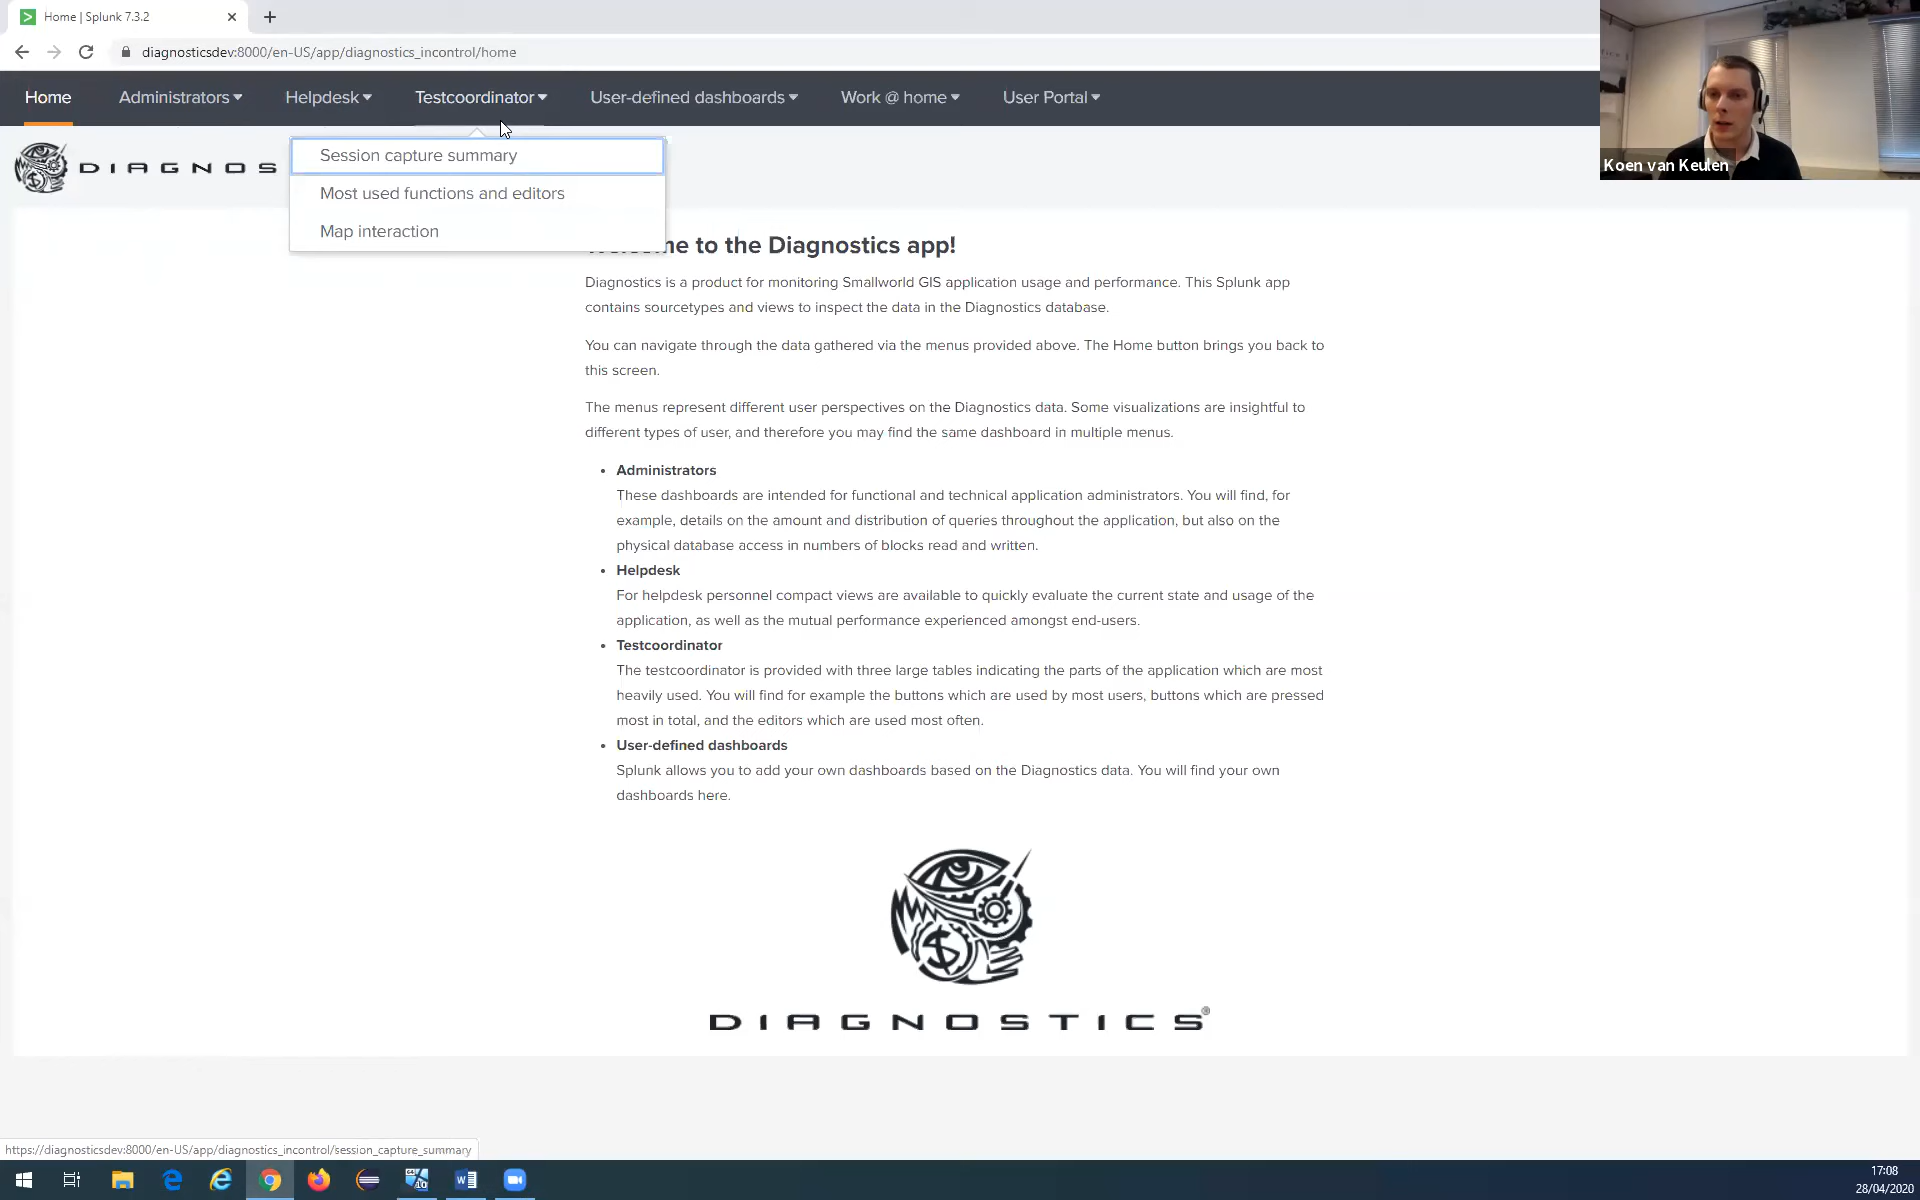 Home | Splunk 7.3.2
diagnosticsdev:8000/en-US/app/diagnostics_incontrol/home
Home
Administrators
Helpdesk
Testcoordinator
User-defined dashboards
Work @ home
User Portal
Koen van Keulen
DIAGNOS
Session capture summary
Most used functions and editors
Map interaction
to the Diagnostics app!
Diagnostics is a product for monitoring Smallworld GIS application usage and performance. This Splunk app
contains sourcetypes and views to inspect the data in the Diagnostics database.
You can navigate through the data gathered via the menus provided above. The Home button brings you back to
this screen.
The menus represent different user perspectives on the Diagnostics data. Some visualizations are insightful to
different types of user, and therefore you may find the same dashboard in multiple menus.
• Administrators
These dashboards are intended for functional and technical application administrators. You will find, for
example, details on the amount and distribution of queries throughout the application, but also on the
physical database access in numbers of blocks read and written.
• Helpdesk
For helpdesk personnel compact views are available to quickly evaluate the current state and usage of the
application, as well as the mutual performance experienced amongst end-users.
• Testcoordinator
The testcoordinator is provided with three large tables indicating the parts of the application which are most
heavily used. You will find for example the buttons which are used by most users, buttons which are pressed
most in total, and the editors which are used most often.
• User-defined dashboards
Splunk allows you to add your own dashboards based on the Diagnostics data. You will find your own
dashboards here.
DIAGNOSTICS®
https://diagnosticsdev:8000/en-US/app/diagnostics_incontrol/session_capture_summary
17:08
28/04/2020